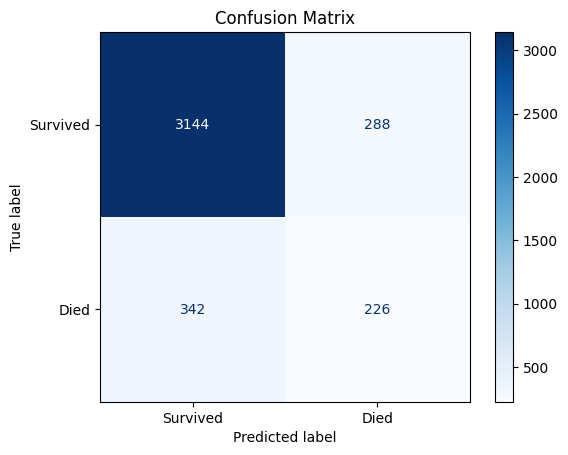 Confusion Matrix
Survived
3144
288
Died
342
226
Survived
Died
Predicted label
True label
3000
2500
2000
1500
1000
500